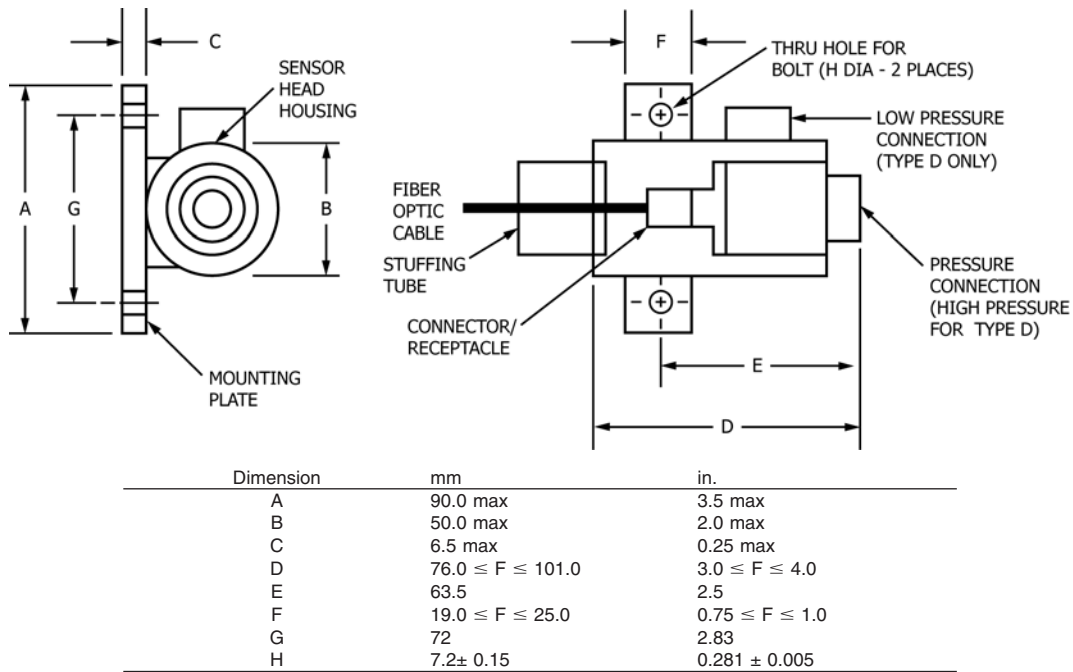 C
F
THRU HOLE FOR
BOLT (H DIA - 2 PLACES)
SENSOR
HEAD
HOUSING
LOW PRESSURE
CONNECTION
(TYPE D ONLY)
A
G
B
FIBER
OPTIC
CABLE
STUFFING
TUBE
CONNECTOR/
RECEPTACLE
PRESSURE
CONNECTION
(HIGH PRESSURE
FOR TYPE D)
MOUNTING
PLATE
E
D
Dimension mm in.
A 90.0 max 3.5 max
B 50.0 max 2.0 max
C 6.5 max 0.25 max
D 76.0 ≤ F ≤ 101.0 3.0 ≤ F ≤ 4.0
E 63.5 2.5
F 19.0 ≤ F ≤ 25.0 0.75 ≤ F ≤ 1.0
G 72 2.83
H 7.2± 0.15 0.281 ± 0.005